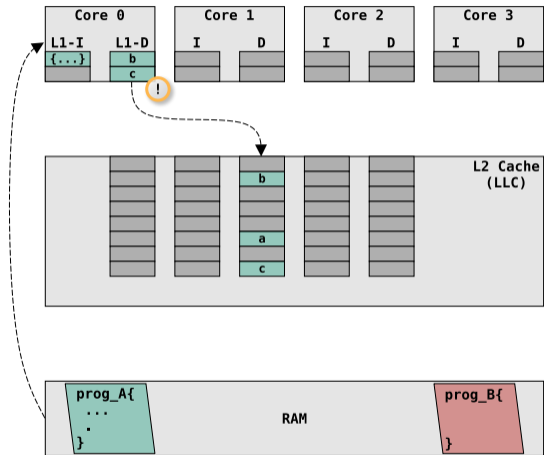 Core 0
Core 1
Core 2
Core 3
L1-I
L1-D
I
D
I
D
I
D
{...}
b
c
!
L2 Cache
(LLC)
b
a
c
prog_A{
...
.
}
RAM
prog_B{
}